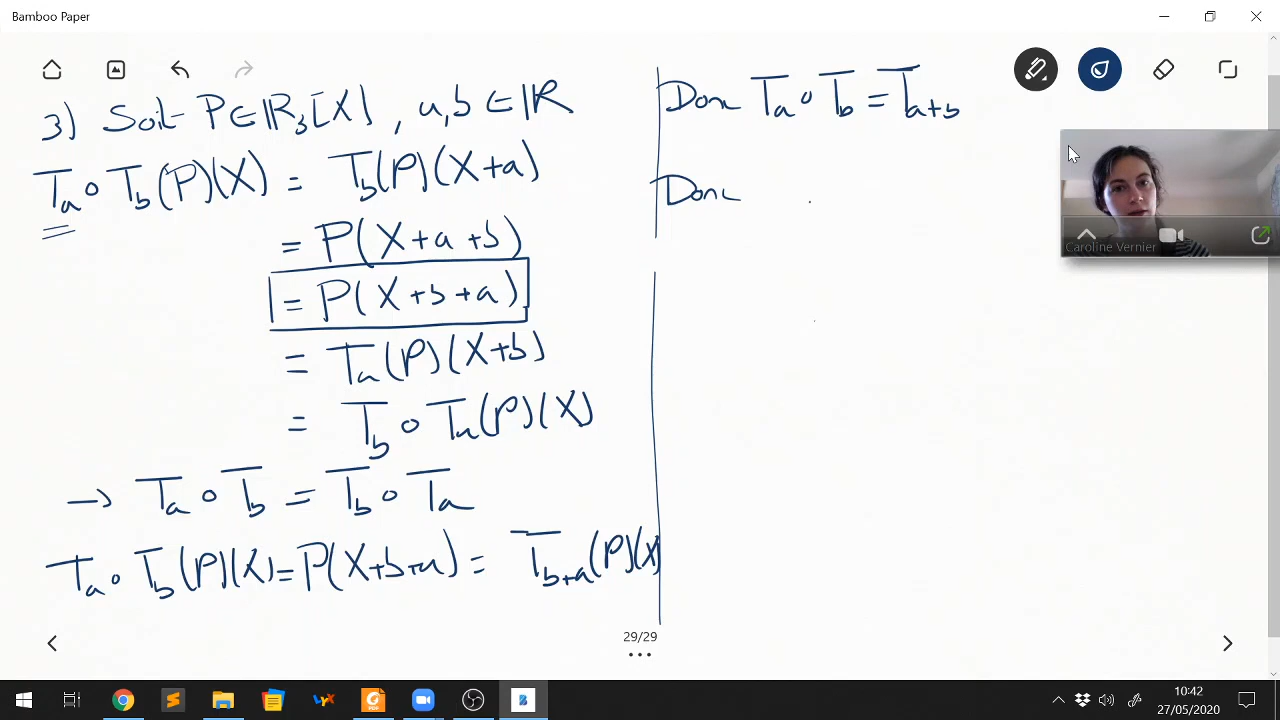 Bamboo Paper
3) Soit P ∈ ℝ₃[X], a, b ∈ ℝ
Tₐ ∘ T_b(P)(X) = T_b(P)(X+a)
= P(X+a+b)
= P(X+b+a)
= Tₐ(P)(X+b)
= T_b ∘ Tₐ(P)(X)
→ Tₐ ∘ T_b = T_b ∘ Tₐ
Tₐ ∘ T_b(P)(X) = P(X+b+a) = T_{b+a}(P)(X)
Donc Tₐ ∘ T_b = T_{a+b}
Donc
Caroline Vernier
29/29
10:42
27/05/2020